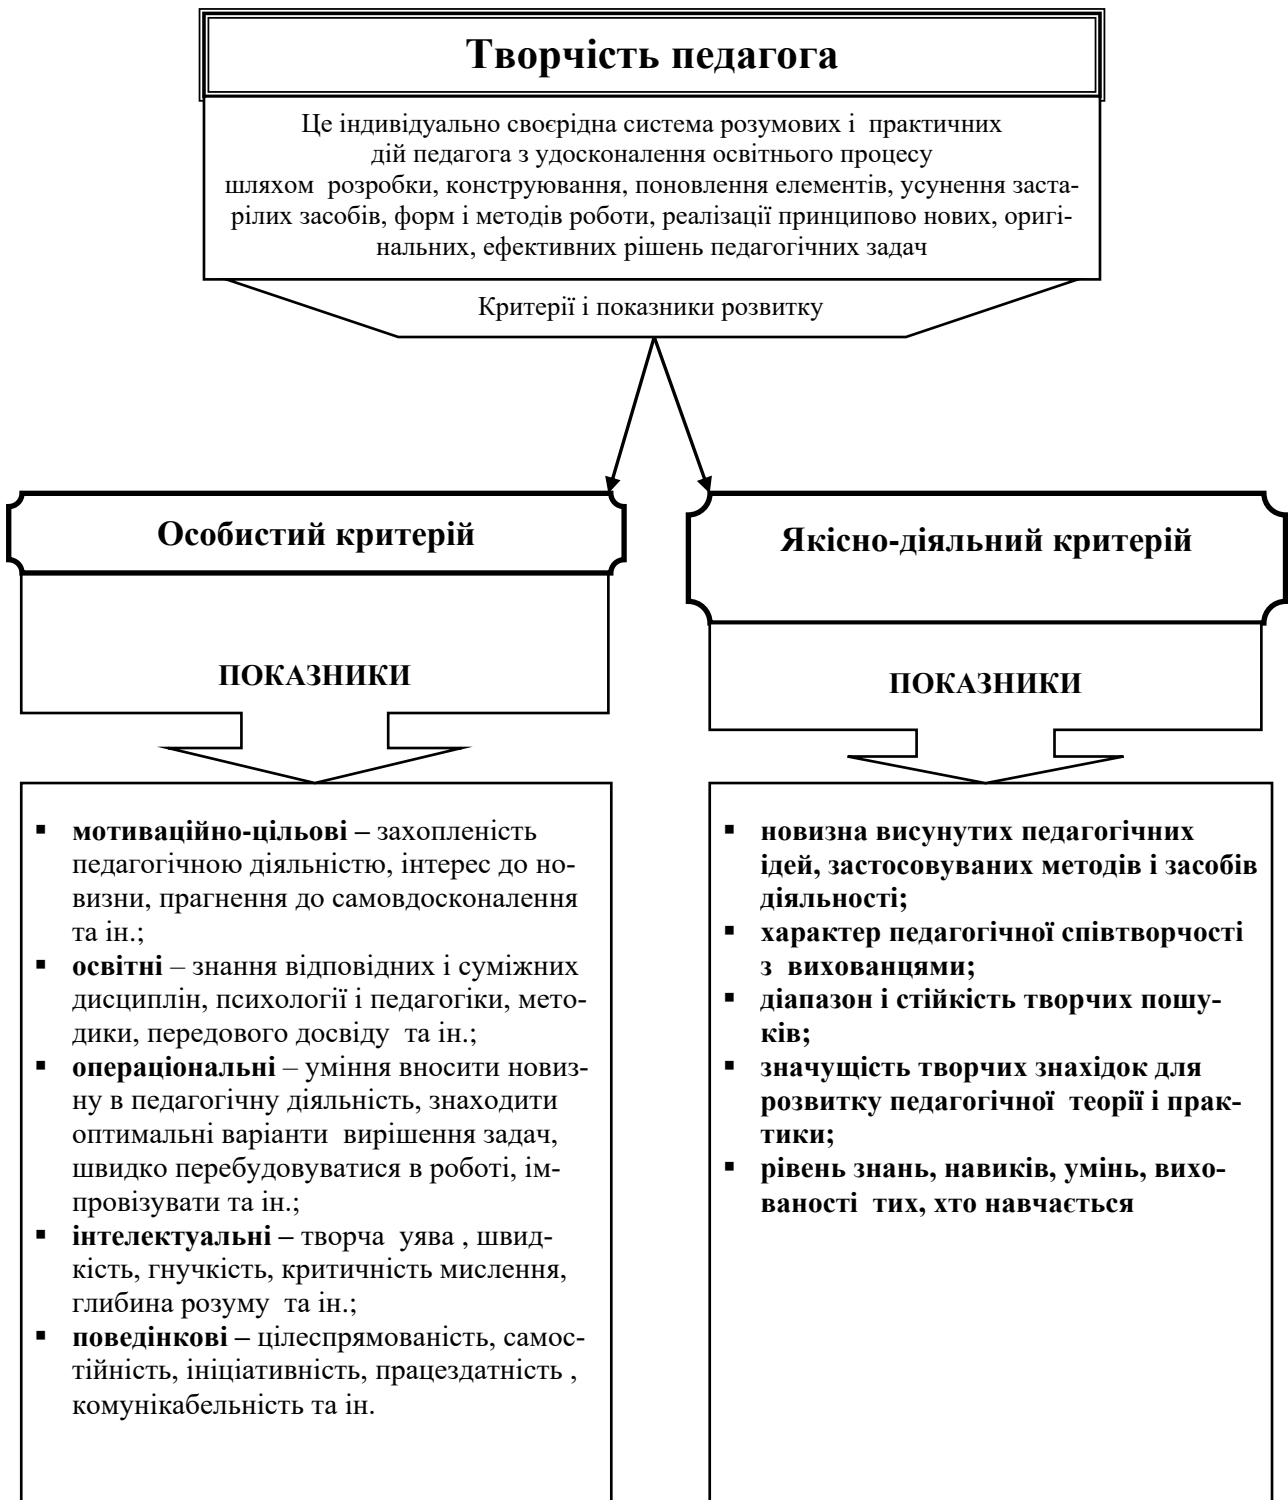 Творчість педагога
Це індивідуально своєрідна система розумових і практичних
дій педагога з удосконалення освітнього процесу
шляхом розробки, конструювання, поновлення елементів, усунення заста-
рілих засобів, форм і методів роботи, реалізації принципово нових, оригі-
нальних, ефективних рішень педагогічних задач
Критерії і показники розвитку
Особистий критерій
ПОКАЗНИКИ
▪ мотиваційно-цільові – захопленість
педагогічною діяльністю, інтерес до но-
визни, прагнення до самовдосконалення
та ін.;
▪ освітні – знання відповідних і суміжних
дисциплін, психології і педагогіки, мето-
дики, передового досвіду та ін.;
▪ операціональні – уміння вносити новиз-
ну в педагогічну діяльність, знаходити
оптимальні варіанти вирішення задач,
швидко перебудовуватися в роботі, ім-
провізувати та ін.;
▪ інтелектуальні – творча уява , швид-
кість, гнучкість, критичність мислення,
глибина розуму та ін.;
▪ поведінкові – цілеспрямованість, самос-
тійність, ініціативність, працездатність ,
комунікабельність та ін.
Якісно-діяльний критерій
ПОКАЗНИКИ
▪ новизна висунутих педагогічних
ідей, застосовуваних методів і засобів
діяльності;
▪ характер педагогічної співтворчості
з вихованцями;
▪ діапазон і стійкість творчих пошу-
ків;
▪ значущість творчих знахідок для
розвитку педагогічної теорії і прак-
тики;
▪ рівень знань, навиків, умінь, вихо-
ваності тих, хто навчається